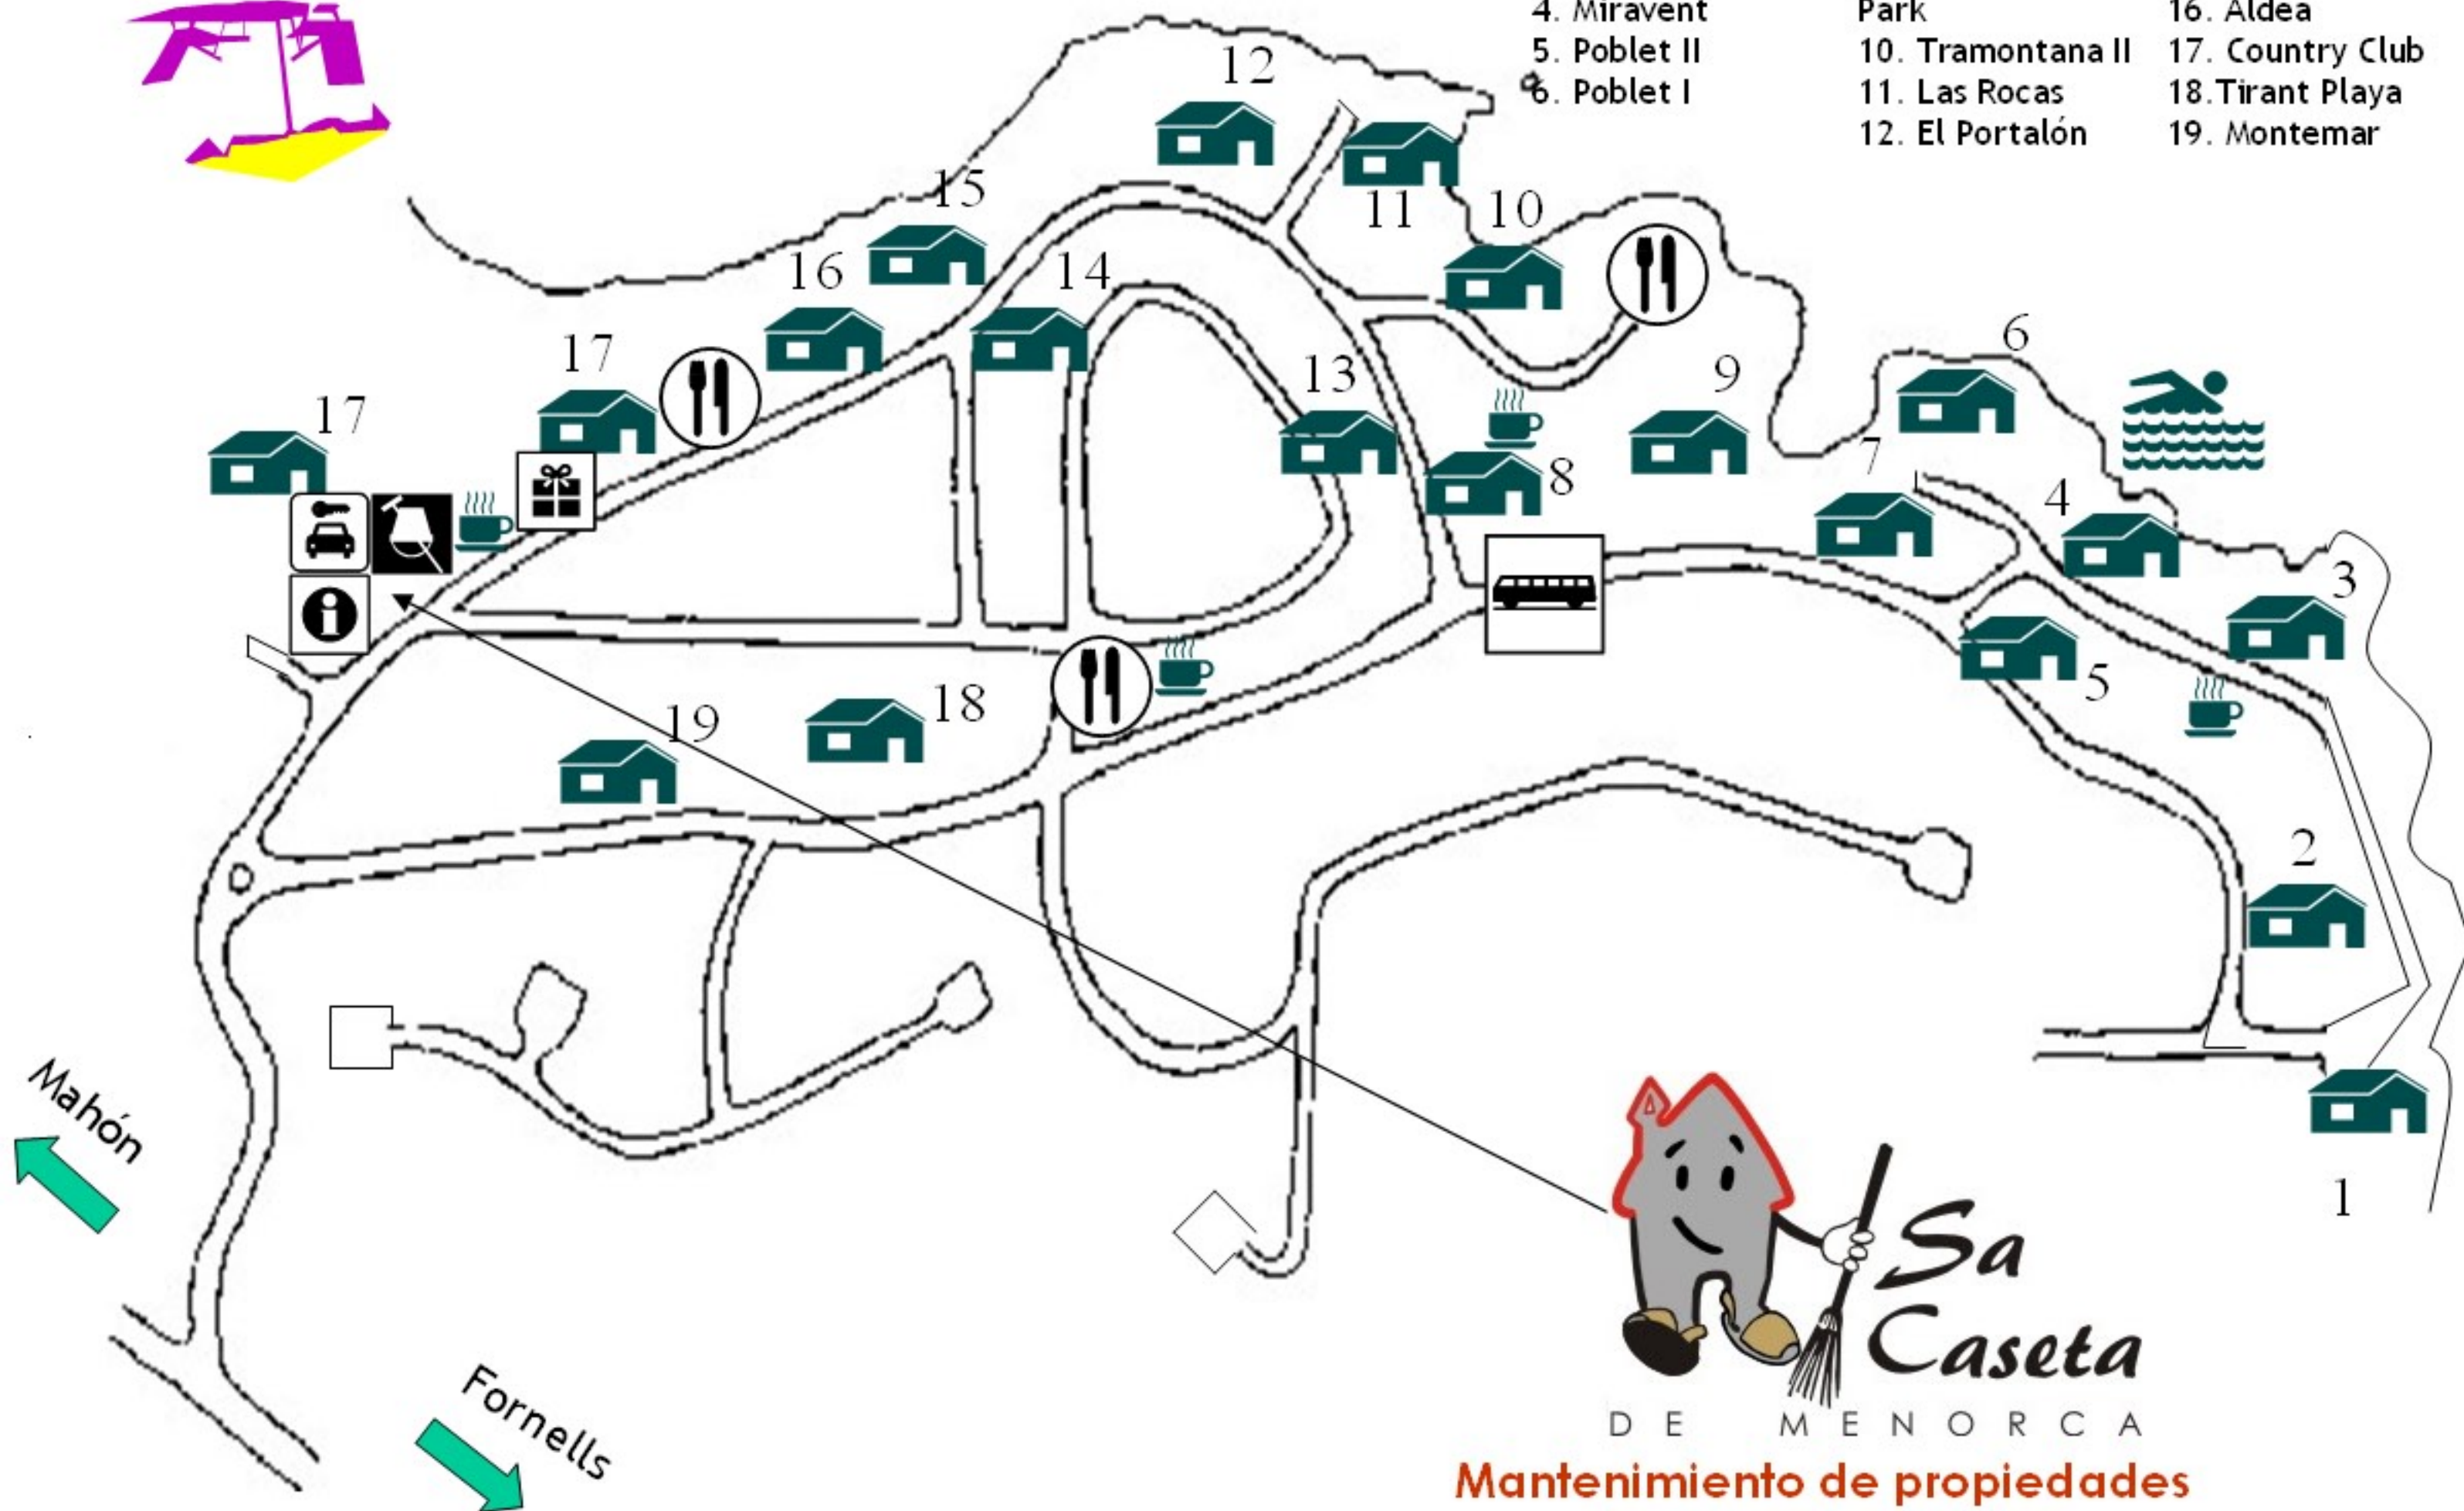 4. Miravent
5. Poblet II
6. Poblet I
Park
10. Tramontana II
11. Las Rocas
12. El Portalón
16. Aldea
17. Country Club
18.Tirant Playa
19. Montemar
12
15
11
10
16
14
17
13
9
6
17
7
8
4
3
5
18
19
2
1
Mahón
Fornells
Sa
Caseta
DE MENORCA
Mantenimiento de propiedades